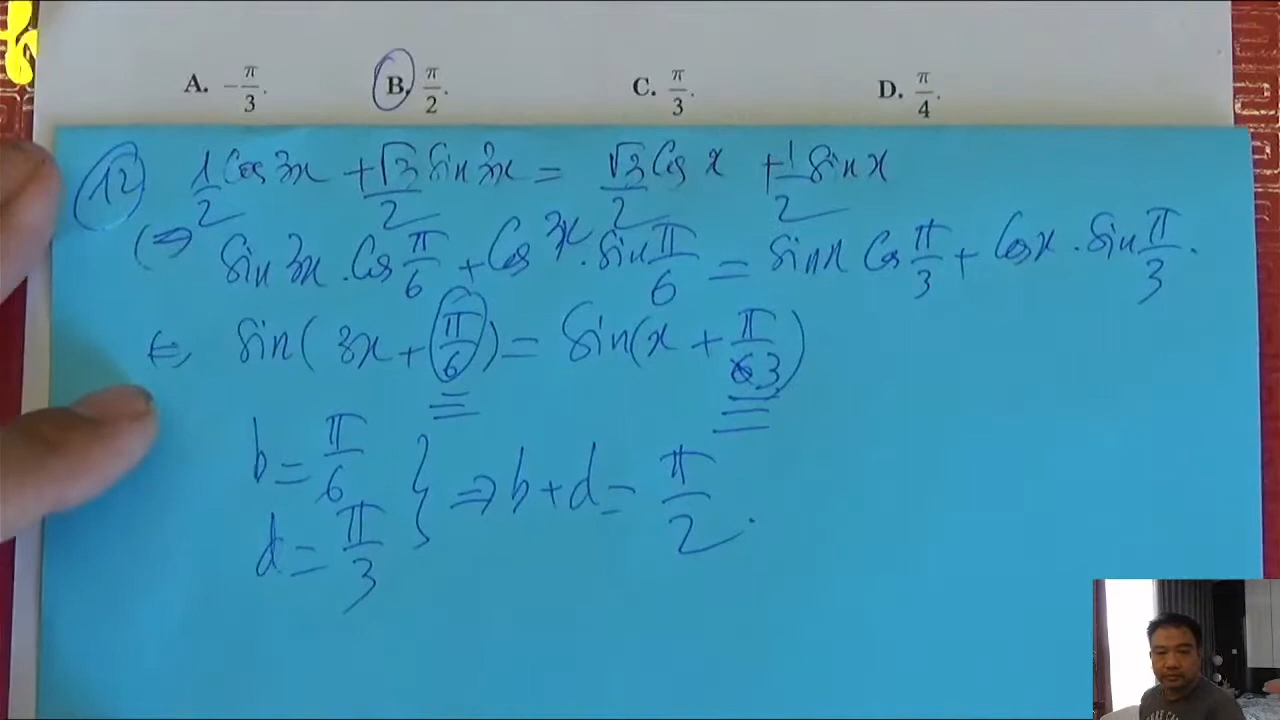 A. -π/3. B. π/2. C. π/3. D. π/4.
12 1/2 Cos 3x + √3/2 Sin 3x = √3/2 Cos x + 1/2 Sin x
(⇒ Sin 3x . Cos π/6 + Cos 3x . Sin π/6 = Sin x Cos π/3 + Cos x . Sin π/3 .
⇔ Sin( 3x + π/6 ) = Sin(x + π/3 )
b = π/6
} ⇒ b + d = π/2 .
d = π/3